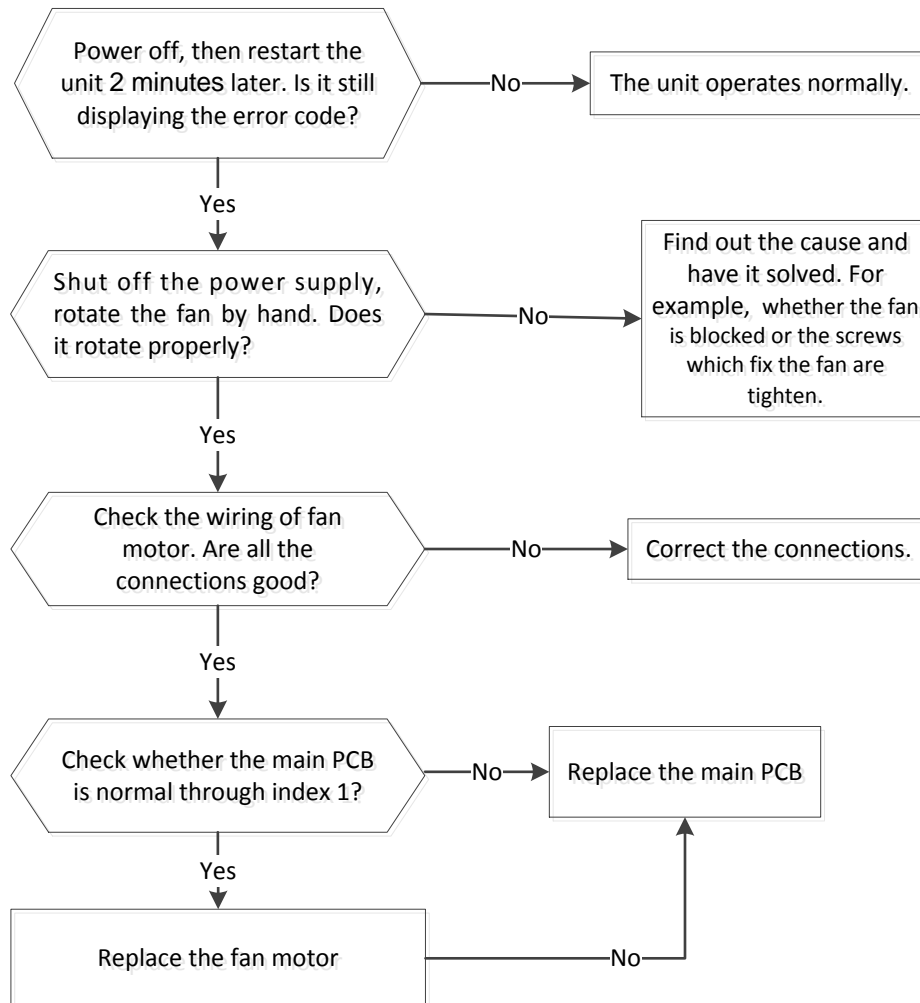 Power off, then restart the
unit 2 minutes later. Is it still
displaying the error code?
No
The unit operates normally.
Yes
Shut off the power supply,
rotate the fan by hand. Does
it rotate properly?
No
Find out the cause and
have it solved. For
example, whether the fan
is blocked or the screws
which fix the fan are
tighten.
Yes
Check the wiring of fan
motor. Are all the
connections good?
No
Correct the connections.
Yes
Check whether the main PCB
is normal through index 1?
No
Replace the main PCB
Yes
Replace the fan motor
No